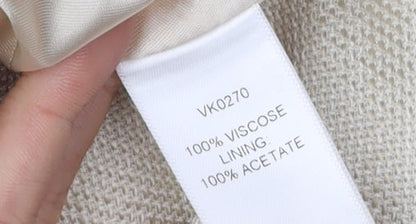 VK0270
100% VISCOSE
LINING:
100% ACETATE